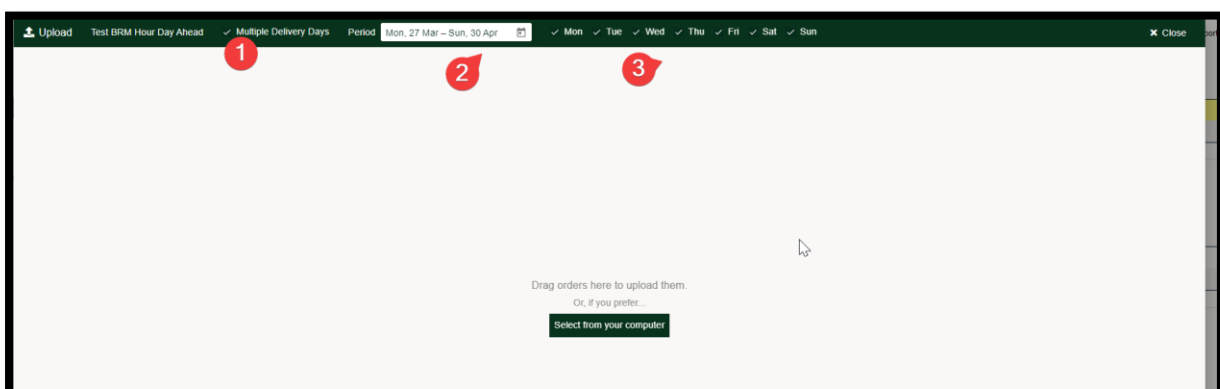 Upload Test BRM Hour Day Ahead Multiple Delivery Days Period Mon, 27 Mar – Sun, 30 Apr Mon Tue Wed Thu Fri Sat Sun Close
1
2
3
Drag orders here to upload them.
Or, if you prefer...
Select from your computer